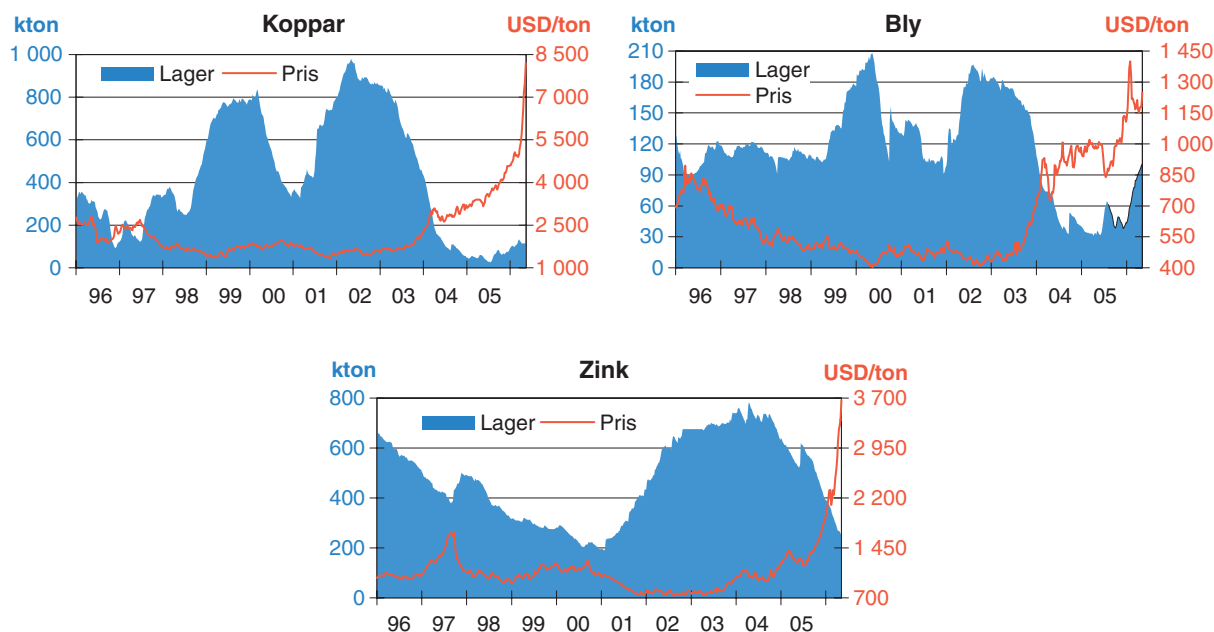 kton Koppar USD/ton
1 000 8 500
Lager Pris
800 7 000
600 5 500
400 4 000
200 2 500
0 1 000
96 97 98 99 00 01 02 03 04 05
kton Bly USD/ton
210 1 450
Lager
180 1 300
Pris
150 1 150
120 1 000
90 850
60 700
30 550
0 400
96 97 98 99 00 01 02 03 04 05
kton Zink USD/ton
800 3 700
Lager Pris
600 2 950
400 2 200
200 1 450
0 700
96 97 98 99 00 01 02 03 04 05